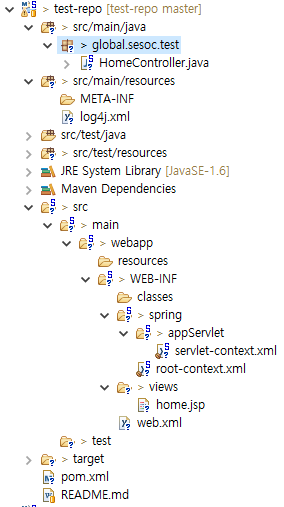 > test-repo [test-repo master]
> src/main/java
> global.sesoc.test
> HomeController.java
> src/main/resources
META-INF
log4j.xml
src/test/java
> src/test/resources
JRE System Library [JavaSE-1.6]
Maven Dependencies
> src
> main
> webapp
resources
> WEB-INF
classes
> spring
> appServlet
servlet-context.xml
root-context.xml
> views
home.jsp
web.xml
> test
> target
pom.xml
README.md